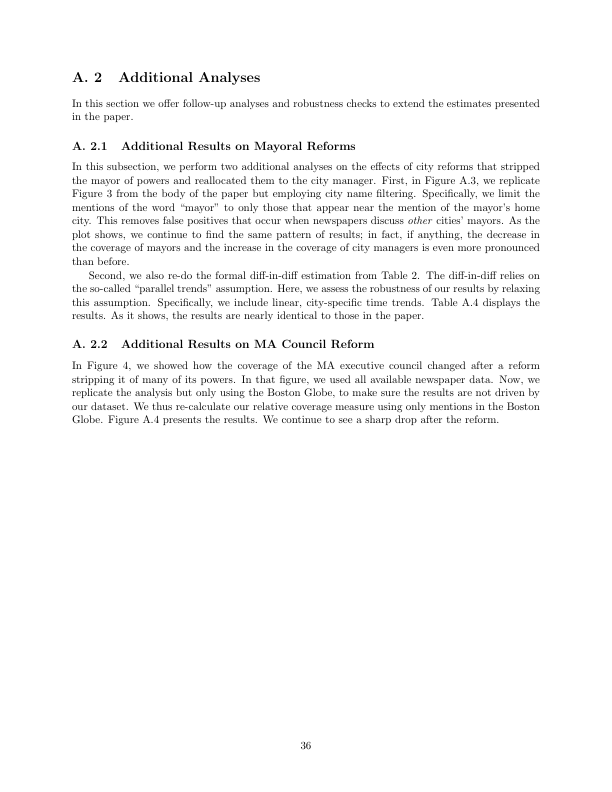 A. 2 Additional Analyses
In this section we offer follow-up analyses and robustness checks to extend the estimates presented
in the paper.
A. 2.1 Additional Results on Mayoral Reforms
In this subsection, we perform two additional analyses on the effects of city reforms that stripped
the mayor of powers and reallocated them to the city manager. First, in Figure A.3, we replicate
Figure 3 from the body of the paper but employing city name filtering. Specifically, we limit the
mentions of the word “mayor” to only those that appear near the mention of the mayor’s home
city. This removes false positives that occur when newspapers discuss other cities’ mayors. As the
plot shows, we continue to find the same pattern of results; in fact, if anything, the decrease in
the coverage of mayors and the increase in the coverage of city managers is even more pronounced
than before.
Second, we also re-do the formal diff-in-diff estimation from Table 2. The diff-in-diff relies on
the so-called “parallel trends” assumption. Here, we assess the robustness of our results by relaxing
this assumption. Specifically, we include linear, city-specific time trends. Table A.4 displays the
results. As it shows, the results are nearly identical to those in the paper.
A. 2.2 Additional Results on MA Council Reform
In Figure 4, we showed how the coverage of the MA executive council changed after a reform
stripping it of many of its powers. In that figure, we used all available newspaper data. Now, we
replicate the analysis but only using the Boston Globe, to make sure the results are not driven by
our dataset. We thus re-calculate our relative coverage measure using only mentions in the Boston
Globe. Figure A.4 presents the results. We continue to see a sharp drop after the reform.
36